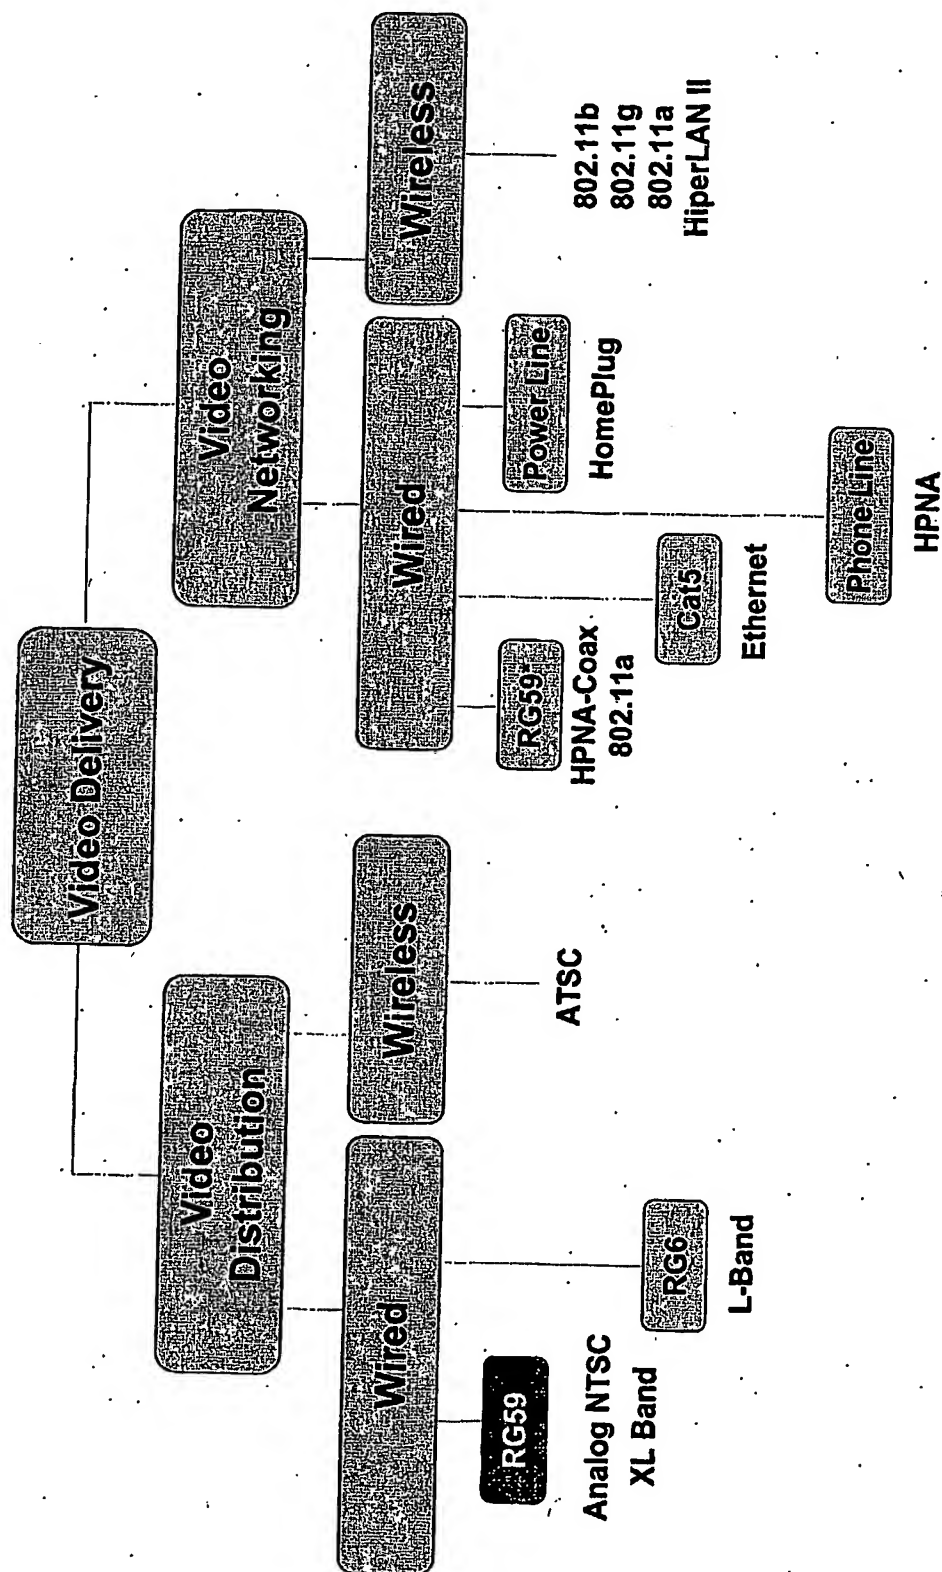 Video Delivery
Video
Distribution
Video
Networking
Wired
Wireless
Wired
Wireless
RG59
Analog NTSC
XL Band
RG6
L-Band
ATSC
RG59*
HPNA-Coax
802.11a
Cat5
Ethernet
Power Line
HomePlug
Phone Line
HPNA
802.11b
802.11g
802.11a
HiperLAN II